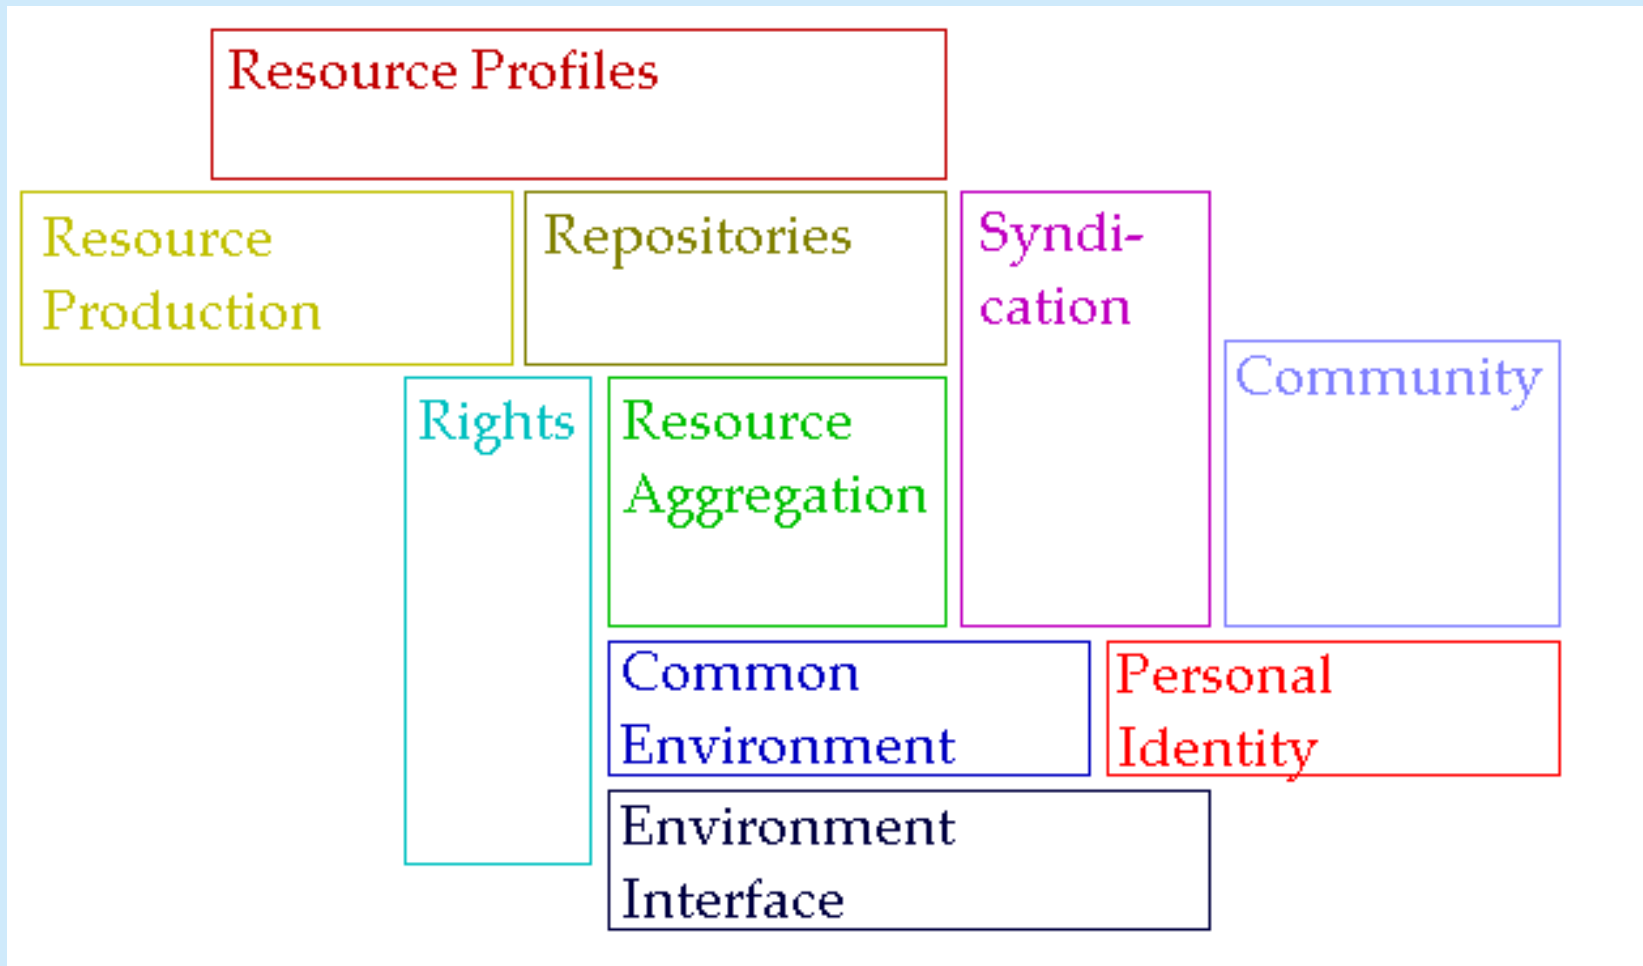 Resource Profiles
Resource
Production
Repositories
Syndi-
cation
Community
Rights
Resource
Aggregation
Common
Environment
Personal
Identity
Environment
Interface